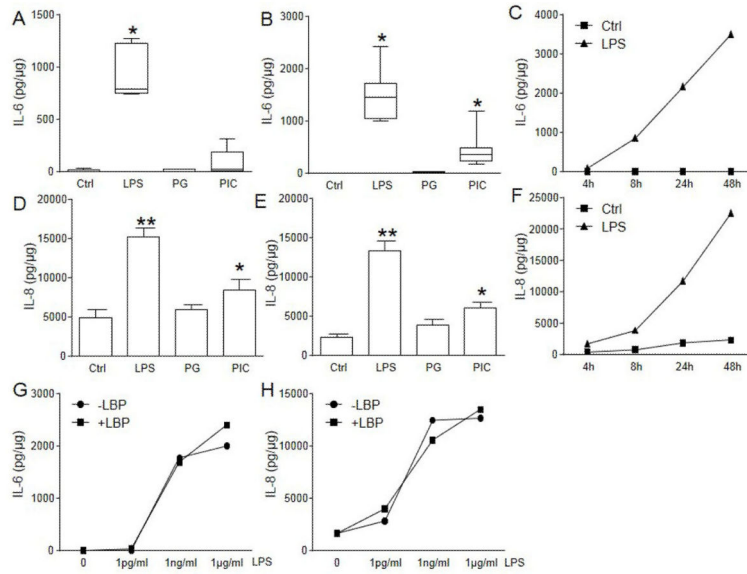 A
IL-6 (pg/μg)
1500
1000
500
0
*
Ctrl LPS PG PIC
B
IL-6 (pg/μg)
3000
2000
1000
0
*
*
Ctrl LPS PG PIC
C
Ctrl
LPS
IL-6 (pg/μg)
4000
3000
2000
1000
0
4h 8h 24h 48h
D
IL-8 (pg/μg)
20000
15000
10000
5000
0
**
*
Ctrl LPS PG PIC
E
IL-8 (pg/μg)
20000
15000
10000
5000
0
**
*
Ctrl LPS PG PIC
F
Ctrl
LPS
IL-8 (pg/μg)
25000
20000
15000
10000
5000
0
4h 8h 24h 48h
G
-LBP
+LBP
IL-6 (pg/μg)
3000
2000
1000
0
0 1pg/ml 1ng/ml 1μg/ml LPS
H
-LBP
+LBP
IL-8 (pg/μg)
15000
10000
5000
0
0 1pg/ml 1ng/ml 1μg/ml LPS